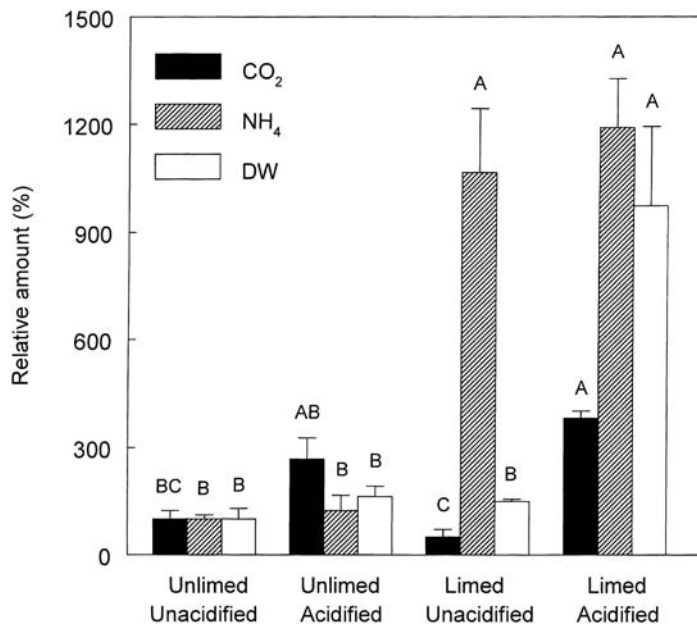 1500
1200
900
600
300
0
Relative amount (%)
CO₂
NH₄
DW
BC B B
AB B B
C A B
A A A
Unlimed Unacidified
Unlimed Acidified
Limed Unacidified
Limed Acidified